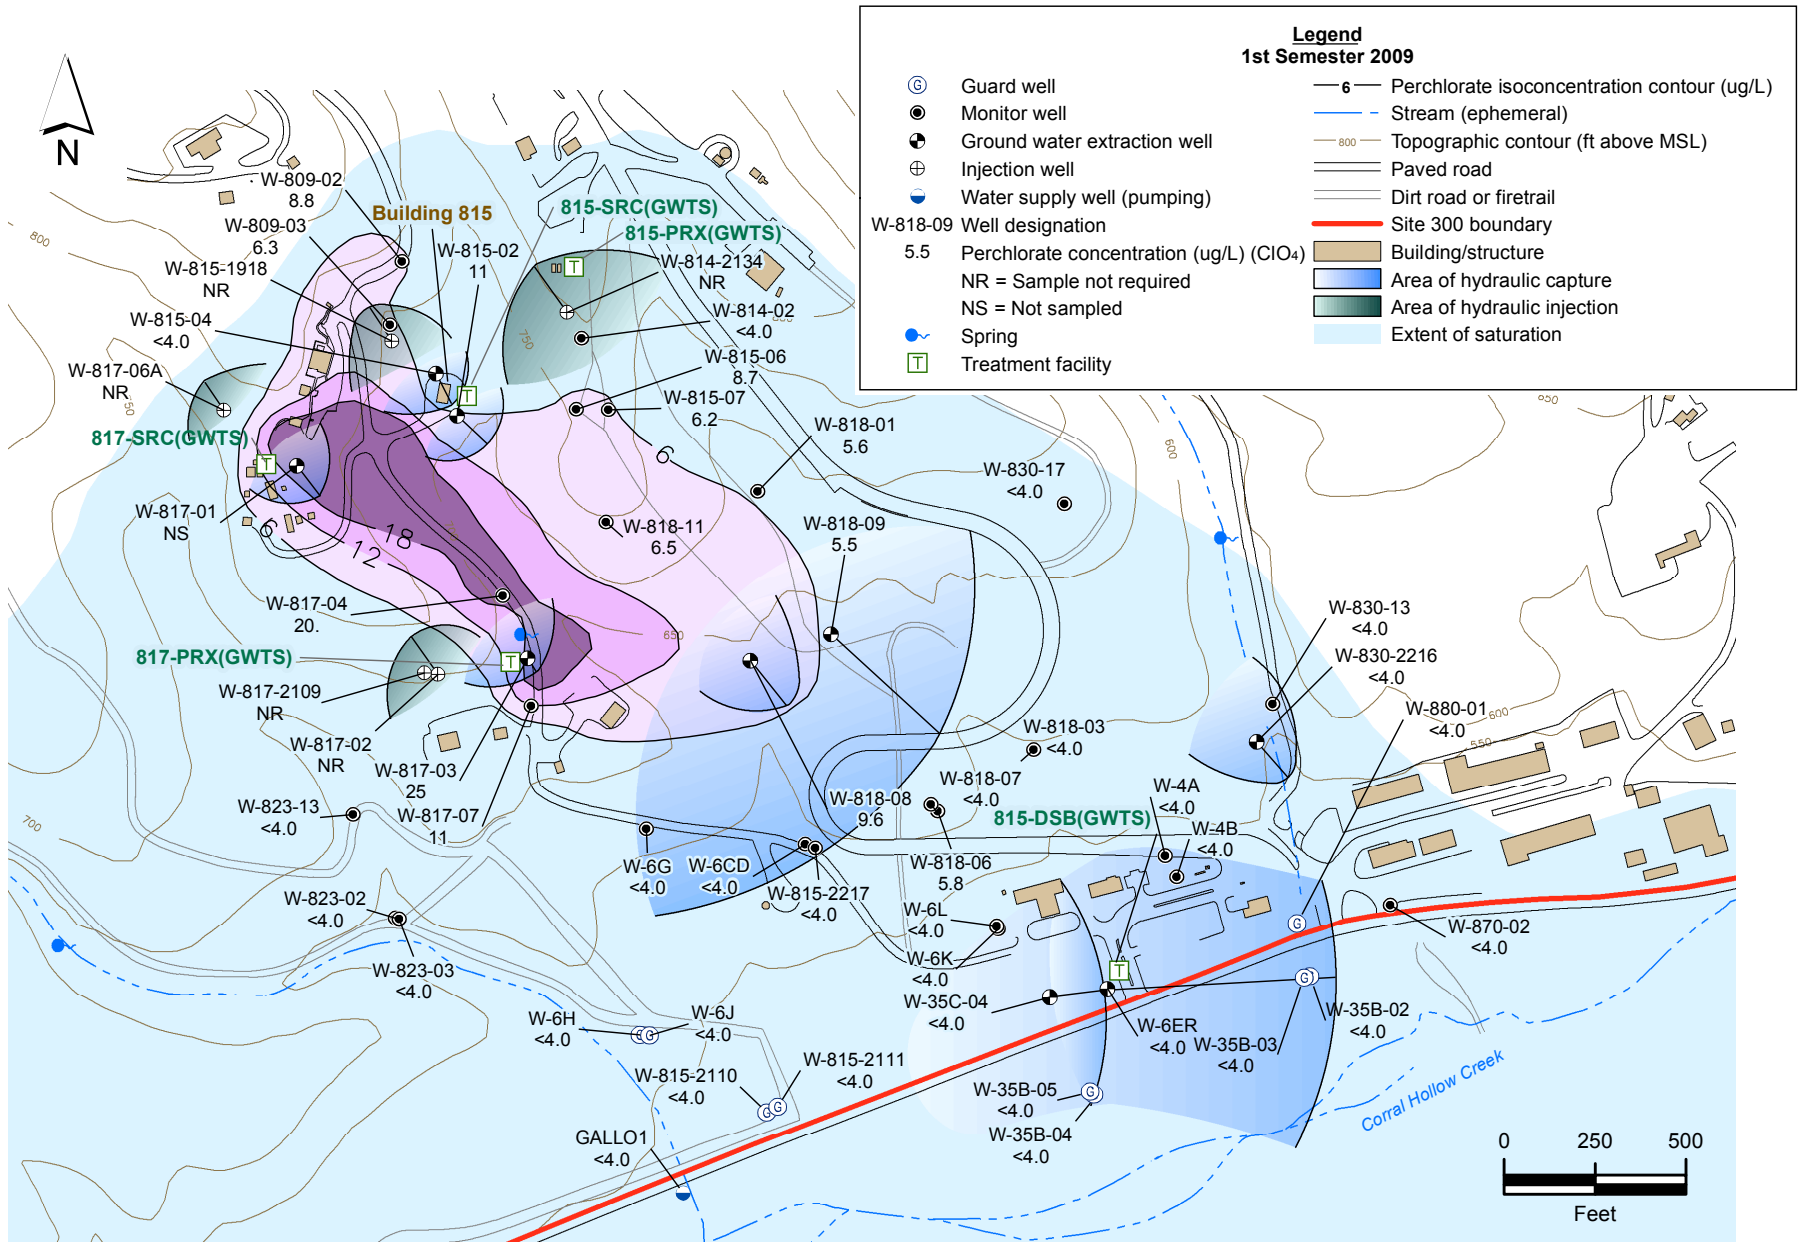 Legend
1st Semester 2009
Guard well
Monitor well
Ground water extraction well
Injection well
Water supply well (pumping)
W-818-09 Well designation
5.5 Perchlorate concentration (ug/L) (ClO4)
NR = Sample not required
NS = Not sampled
Spring
T Treatment facility
6 Perchlorate isoconcentration contour (ug/L)
Stream (ephemeral)
800 Topographic contour (ft above MSL)
Paved road
Dirt road or firetrail
Site 300 boundary
Building/structure
Area of hydraulic capture
Area of hydraulic injection
Extent of saturation
N
W-809-02
8.8
W-809-03
6.3
W-815-1918
NR
W-815-04
<4.0
W-817-06A
NR
817-SRC(GWTS)
W-817-01
NS
Building 815
W-815-02
11
815-SRC(GWTS)
815-PRX(GWTS)
W-814-2134
NR
W-814-02
<4.0
W-815-06
8.7
W-815-07
6.2
W-818-01
5.6
W-830-17
<4.0
W-818-11
6.5
W-818-09
5.5
W-817-04
20.
817-PRX(GWTS)
W-817-2109
NR
W-817-02
NR
W-817-03
25
W-817-07
11
W-823-13
<4.0
W-823-02
<4.0
W-823-03
<4.0
W-6G
<4.0
W-6CD
<4.0
W-815-2217
<4.0
W-818-08
9.6
W-818-07
<4.0
W-818-06
5.8
W-818-03
<4.0
815-DSB(GWTS)
W-4A
<4.0
W-4B
<4.0
W-830-13
<4.0
W-830-2216
<4.0
W-880-01
<4.0
W-870-02
<4.0
W-6L
<4.0
W-6K
<4.0
W-35C-04
<4.0
W-6ER
<4.0
W-35B-03
<4.0
W-35B-02
<4.0
W-35B-05
<4.0
W-35B-04
<4.0
W-6H
<4.0
W-6J
<4.0
W-815-2110
<4.0
W-815-2111
<4.0
GALLO1
<4.0
Corral Hollow Creek
6
6
12
18
800
750
650
700
600
650
600
550
0 250 500
Feet